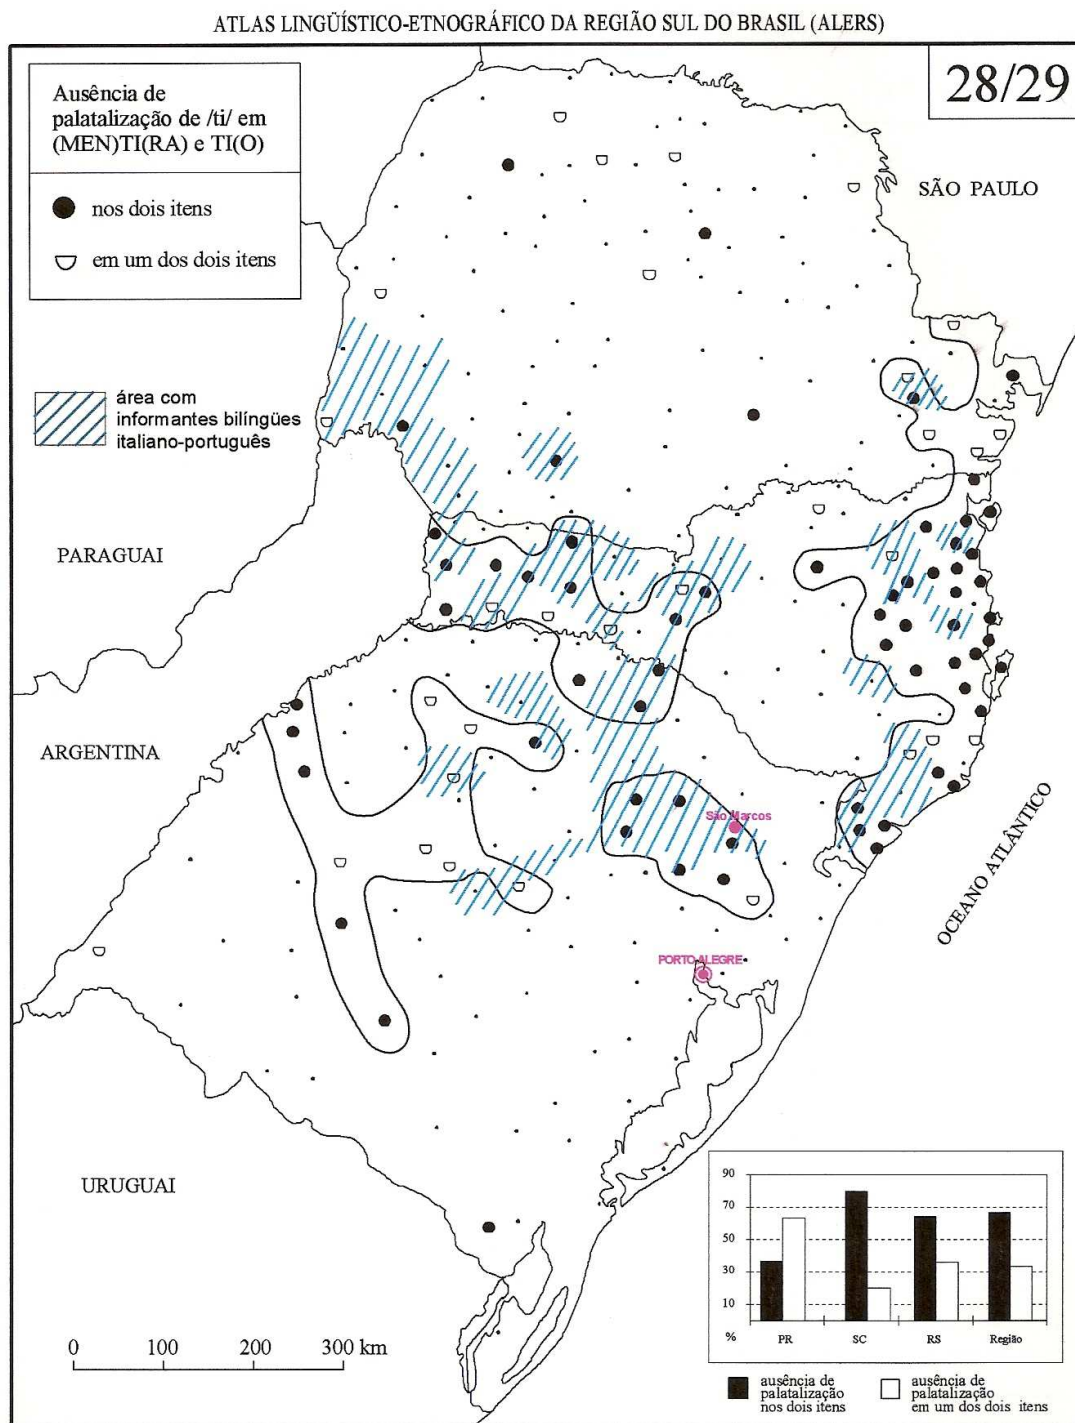 ATLAS LINGÜÍSTICO-ETNOGRÁFICO DA REGIÃO SUL DO BRASIL (ALERS)
28/29
Ausência de
palatalização de /ti/ em
(MEN)TI(RA) e TI(O)
nos dois itens
em um dos dois itens
SÃO PAULO
área com
informantes bilíngües
italiano-português
PARAGUAI
ARGENTINA
São Marcos
OCEANO ATLÂNTICO
PORTO ALEGRE
URUGUAI
90
70
50
30
10
% PR SC RS Região
0 100 200 300 km
ausência de
palatalização
nos dois itens
ausência de
palatalização
em um dos dois itens